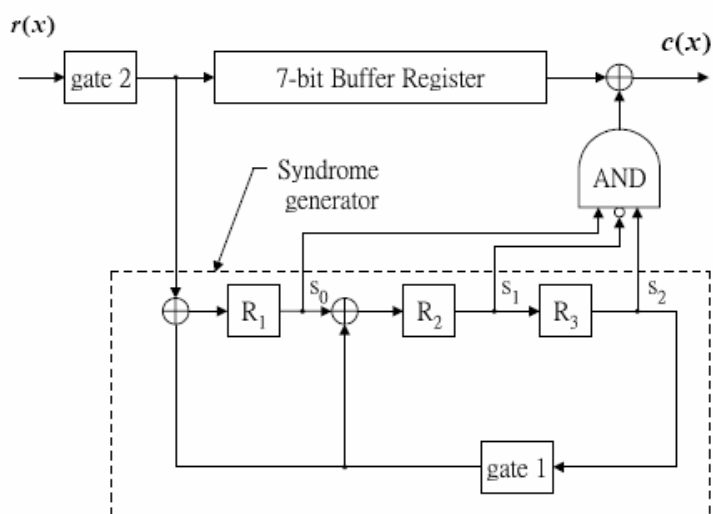 r(x)
c(x)
gate 2
7-bit Buffer Register
AND
Syndrome
generator
R₁
S₀
R₂
S₁
R₃
S₂
gate 1